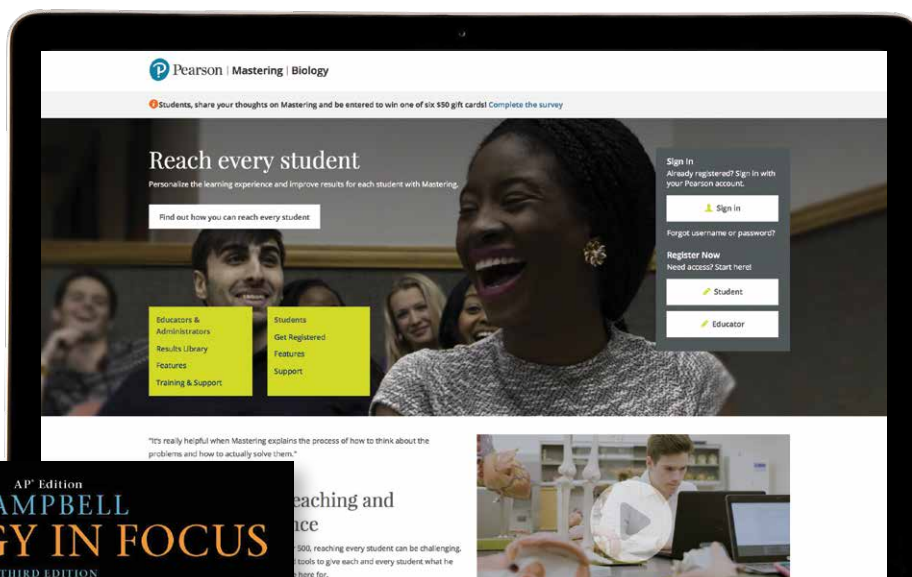 Pearson | Mastering | Biology
Students, share your thoughts on Mastering and be entered to win one of six $50 gift cards! Complete the survey
Reach every student
Personalize the learning experience and improve results for each student with Mastering.
Find out how you can reach every student
Sign In
Already registered? Sign in with
your Pearson account.
Sign in
Forgot username or password?
Register Now
Need access? Start here!
Student
Educator
Educators &
Administrators
Results Library
Features
Training & Support
Students
Get Registered
Features
Support
"It's really helpful when Mastering explains the process of how to think about the
problems and how to actually solve them."
eaching and
nce
500, reaching every student can be challenging.
tools to give each and every student what he
here for.
AP® Edition
AMPBELL
GY IN FOCUS
THIRD EDITION